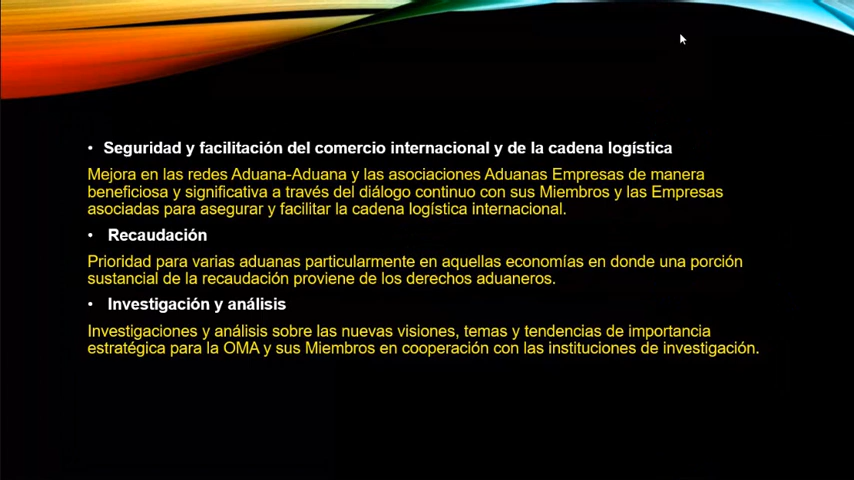 • Seguridad y facilitación del comercio internacional y de la cadena logística
Mejora en las redes Aduana-Aduana y las asociaciones Aduanas Empresas de manera
beneficiosa y significativa a través del diálogo continuo con sus Miembros y las Empresas
asociadas para asegurar y facilitar la cadena logística internacional.
• Recaudación
Prioridad para varias aduanas particularmente en aquellas economías en donde una porción
sustancial de la recaudación proviene de los derechos aduaneros.
• Investigación y análisis
Investigaciones y análisis sobre las nuevas visiones, temas y tendencias de importancia
estratégica para la OMA y sus Miembros en cooperación con las instituciones de investigación.